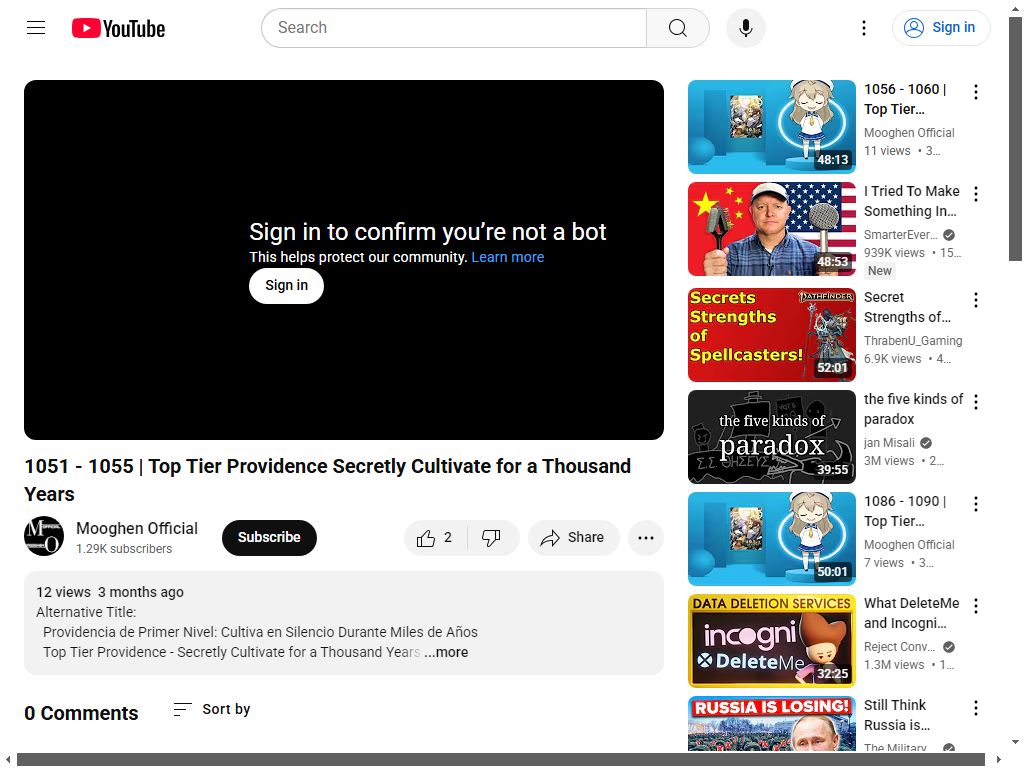 YouTube
Search
Sign in
Sign in to confirm you’re not a bot
This helps protect our community. Learn more
Sign in
1051 - 1055 | Top Tier Providence Secretly Cultivate for a Thousand
Years
Mooghen Official
1.29K subscribers
Subscribe
2
Share
12 views 3 months ago
Alternative Title:
Providencia de Primer Nivel: Cultiva en Silencio Durante Miles de Años
Top Tier Providence - Secretly Cultivate for a Thousand Years ...more
0 Comments
Sort by
48:13
1056 - 1060 |
Top Tier…
Mooghen Official
11 views • 3…
48:53
I Tried To Make
Something In…
SmarterEver…
939K views • 15…
New
Secrets
Strengths
of
Spellcasters!
PATHFINDER
52:01
Secret
Strengths of…
ThrabenU_Gaming
6.9K views • 4…
the five kinds of
paradox
39:55
the five kinds of
paradox
jan Misali
3M views • 2…
50:01
1086 - 1090 |
Top Tier…
Mooghen Official
7 views • 3…
DATA DELETION SERVICES
incogni
DeleteMe
32:25
What DeleteMe
and Incogni…
Reject Conv…
1.3M views • 1…
RUSSIA IS LOSING!
Still Think
Russia is…
The Military…